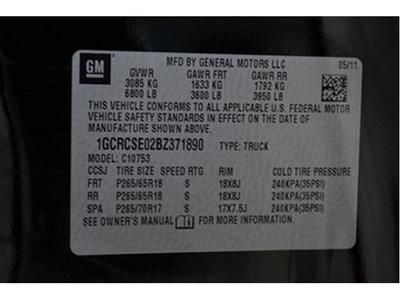 GM
MFD BY GENERAL MOTORS LLC 05/11
GVWR GAWR FRT GAWR RR
3085 KG 1633 KG 1792 KG
6800 LB 3600 LB 3950 LB
THIS VEHICLE CONFORMS TO ALL APPLICABLE U.S. FEDERAL MOTOR
VEHICLE SAFETY STANDARDS IN EFFECT ON THE DATE OF
MANUFACTURE SHOWN ABOVE.
1GCRCSE02BZ371890 TYPE: TRUCK
MODEL: C10753
CCSJ TIRE SIZE SPEED RTG RIM COLD TIRE PRESSURE
FRT P265/65R18 S 18X8J 240KPA(35PSI)
RR P265/65R18 S 18X8J 240KPA(35PSI)
SPA P265/70R17 S 17X7.5J 240KPA(35PSI)
SEE OWNER'S MANUAL FOR MORE INFORMATION.